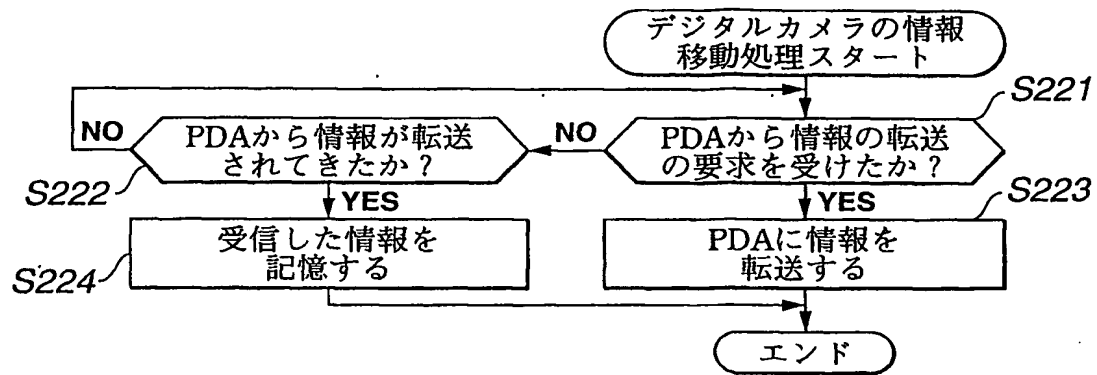 デジタルカメラの情報
移動処理スタート
S221
PDAから情報の転送
の要求を受けたか？
NO
PDAから情報が転送
されてきたか？
NO
S222
YES
YES
S223
受信した情報を
記憶する
S224
PDAに情報を
転送する
エンド